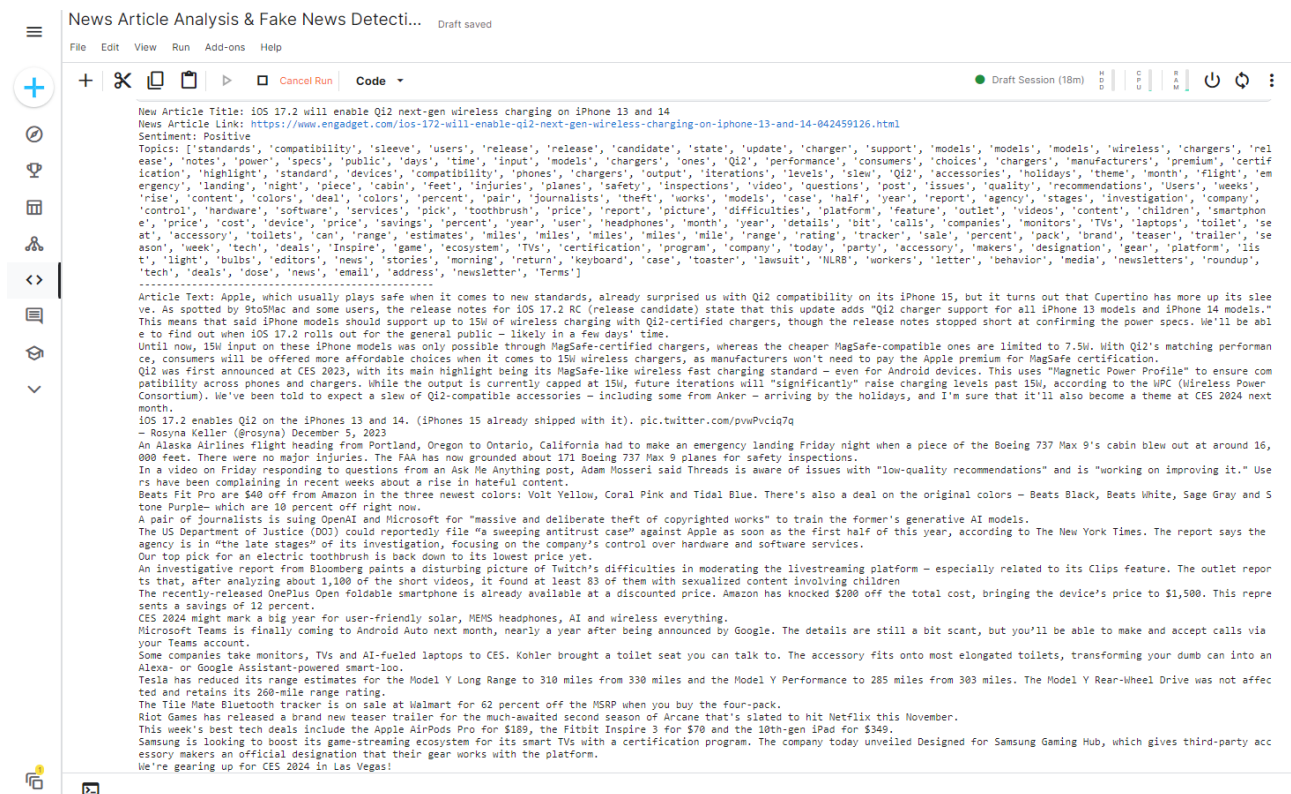 News Article Analysis & Fake News Detecti...
Draft saved
File Edit View Run Add-ons Help
Cancel Run
Code
Draft Session (18m)
HDD
CPU
RAM
New Article Title: iOS 17.2 will enable Qi2 next-gen wireless charging on iPhone 13 and 14
News Article Link: https://www.engadget.com/ios-172-will-enable-qi2-next-gen-wireless-charging-on-iphone-13-and-14-042459126.html
Sentiment: Positive
Topics: ['standards', 'compatibility', 'sleeve', 'users', 'release', 'release', 'candidate', 'state', 'update', 'charger', 'support', 'models', 'models', 'models', 'wireless', 'chargers', 'rel
ease', 'notes', 'power', 'specs', 'public', 'days', 'time', 'input', 'models', 'chargers', 'ones', 'Qi2', 'performance', 'consumers', 'choices', 'chargers', 'manufacturers', 'premium', 'certif
ication', 'highlight', 'standard', 'devices', 'compatibility', 'phones', 'chargers', 'output', 'iterations', 'levels', 'slew', 'Qi2', 'accessories', 'holidays', 'theme', 'month', 'flight', 'em
ergency', 'landing', 'night', 'piece', 'cabin', 'feet', 'injuries', 'planes', 'safety', 'inspections', 'video', 'questions', 'post', 'issues', 'quality', 'recommendations', 'Users', 'weeks',
'rise', 'content', 'colors', 'deal', 'colors', 'percent', 'pair', 'journalists', 'theft', 'works', 'models', 'case', 'half', 'year', 'report', 'agency', 'stages', 'investigation', 'company',
'control', 'hardware', 'software', 'services', 'pick', 'toothbrush', 'price', 'report', 'picture', 'difficulties', 'platform', 'feature', 'outlet', 'videos', 'content', 'children', 'smartphon
e', 'price', 'cost', 'device', 'price', 'savings', 'percent', 'year', 'user', 'headphones', 'month', 'year', 'details', 'bit', 'calls', 'companies', 'monitors', 'TVs', 'laptops', 'toilet', 'se
at', 'accessory', 'toilets', 'can', 'range', 'estimates', 'miles', 'miles', 'miles', 'miles', 'mile', 'range', 'rating', 'tracker', 'sale', 'percent', 'pack', 'brand', 'teaser', 'trailer', 'se
ason', 'week', 'tech', 'deals', 'Inspire', 'game', 'ecosystem', 'TVs', 'certification', 'program', 'company', 'today', 'party', 'accessory', 'makers', 'designation', 'gear', 'platform', 'lis
t', 'light', 'bulbs', 'editors', 'news', 'stories', 'morning', 'return', 'keyboard', 'case', 'toaster', 'lawsuit', 'NLRB', 'workers', 'letter', 'behavior', 'media', 'newsletters', 'roundup',
'tech', 'deals', 'dose', 'news', 'email', 'address', 'newsletter', 'Terms']
------------------------------------------------
Article Text: Apple, which usually plays safe when it comes to new standards, already surprised us with Qi2 compatibility on its iPhone 15, but it turns out that Cupertino has more up its slee
ve. As spotted by 9to5Mac and some users, the release notes for iOS 17.2 RC (release candidate) state that this update adds "Qi2 charger support for all iPhone 13 models and iPhone 14 models."
This means that said iPhone models should support up to 15W of wireless charging with Qi2-certified chargers, though the release notes stopped short at confirming the power specs. We'll be abl
e to find out when iOS 17.2 rolls out for the general public — likely in a few days' time.
Until now, 15W input on these iPhone models was only possible through MagSafe-certified chargers, whereas the cheaper MagSafe-compatible ones are limited to 7.5W. With Qi2's matching performan
ce, consumers will be offered more affordable choices when it comes to 15W wireless chargers, as manufacturers won't need to pay the Apple premium for MagSafe certification.
Qi2 was first announced at CES 2023, with its main highlight being its MagSafe-like wireless fast charging standard — even for Android devices. This uses "Magnetic Power Profile" to ensure com
patibility across phones and chargers. While the output is currently capped at 15W, future iterations will "significantly" raise charging levels past 15W, according to the WPC (Wireless Power
Consortium). We've been told to expect a slew of Qi2-compatible accessories — including some from Anker — arriving by the holidays, and I'm sure that it'll also become a theme at CES 2024 next
month.
iOS 17.2 enables Qi2 on the iPhones 13 and 14. (iPhones 15 already shipped with it). pic.twitter.com/pvwPvciq7q
— Rosyna Keller (@rosyna) December 5, 2023
An Alaska Airlines flight heading from Portland, Oregon to Ontario, California had to make an emergency landing Friday night when a piece of the Boeing 737 Max 9's cabin blew out at around 16,
000 feet. There were no major injuries. The FAA has now grounded about 171 Boeing 737 Max 9 planes for safety inspections.
In a video on Friday responding to questions from an Ask Me Anything post, Adam Mosseri said Threads is aware of issues with "low-quality recommendations" and is "working on improving it." Use
rs have been complaining in recent weeks about a rise in hateful content.
Beats Fit Pro are $40 off from Amazon in the three newest colors: Volt Yellow, Coral Pink and Tidal Blue. There's also a deal on the original colors — Beats Black, Beats White, Sage Gray and S
tone Purple— which are 10 percent off right now.
A pair of journalists is suing OpenAI and Microsoft for "massive and deliberate theft of copyrighted works" to train the former's generative AI models.
The US Department of Justice (DOJ) could reportedly file “a sweeping antitrust case” against Apple as soon as the first half of this year, according to The New York Times. The report says the
agency is in “the late stages” of its investigation, focusing on the company’s control over hardware and software services.
Our top pick for an electric toothbrush is back down to its lowest price yet.
An investigative report from Bloomberg paints a disturbing picture of Twitch’s difficulties in moderating the livestreaming platform — especially related to its Clips feature. The outlet repor
ts that, after analyzing about 1,100 of the short videos, it found at least 83 of them with sexualized content involving children
The recently-released OnePlus Open foldable smartphone is already available at a discounted price. Amazon has knocked $200 off the total cost, bringing the device’s price to $1,500. This repre
sents a savings of 12 percent.
CES 2024 might mark a big year for user-friendly solar, MEMS headphones, AI and wireless everything.
Microsoft Teams is finally coming to Android Auto next month, nearly a year after being announced by Google. The details are still a bit scant, but you’ll be able to make and accept calls via
your Teams account.
Some companies take monitors, TVs and AI-fueled laptops to CES. Kohler brought a toilet seat you can talk to. The accessory fits onto most elongated toilets, transforming your dumb can into an
Alexa- or Google Assistant-powered smart-loo.
Tesla has reduced its range estimates for the Model Y Long Range to 310 miles from 330 miles and the Model Y Performance to 285 miles from 303 miles. The Model Y Rear-Wheel Drive was not affec
ted and retains its 260-mile range rating.
The Tile Mate Bluetooth tracker is on sale at Walmart for 62 percent off the MSRP when you buy the four-pack.
Riot Games has released a brand new teaser trailer for the much-awaited second season of Arcane that's slated to hit Netflix this November.
This week's best tech deals include the Apple AirPods Pro for $189, the Fitbit Inspire 3 for $70 and the 10th-gen iPad for $349.
Samsung is looking to boost its game-streaming ecosystem for its smart TVs with a certification program. The company today unveiled Designed for Samsung Gaming Hub, which gives third-party acc
essory makers an official designation that their gear works with the platform.
We're gearing up for CES 2024 in Las Vegas!
1